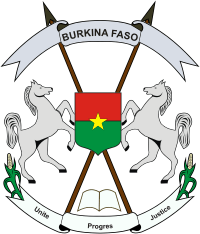 BURKINA FASO
Unite Progres Justice